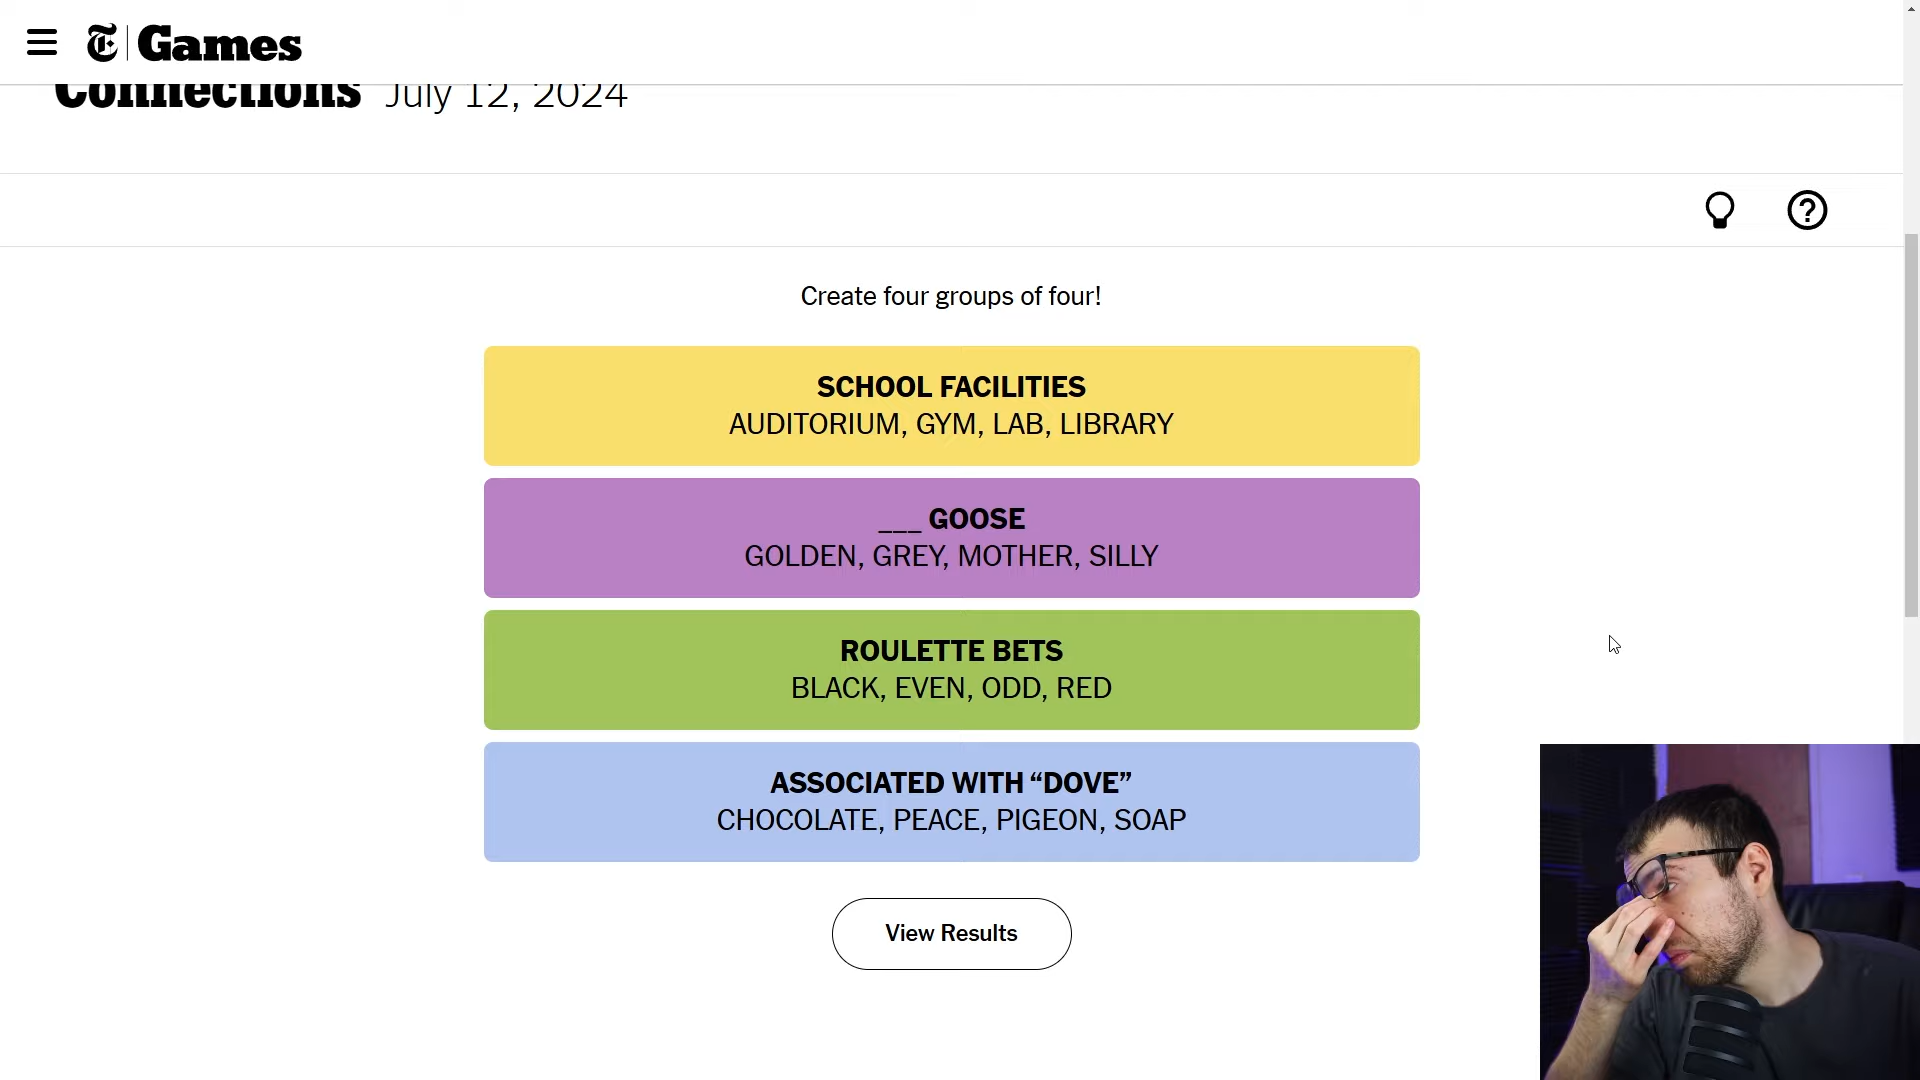 Games
Connections July 12, 2024
Create four groups of four!
SCHOOL FACILITIES
AUDITORIUM, GYM, LAB, LIBRARY
___ GOOSE
GOLDEN, GREY, MOTHER, SILLY
ROULETTE BETS
BLACK, EVEN, ODD, RED
ASSOCIATED WITH “DOVE”
CHOCOLATE, PEACE, PIGEON, SOAP
View Results